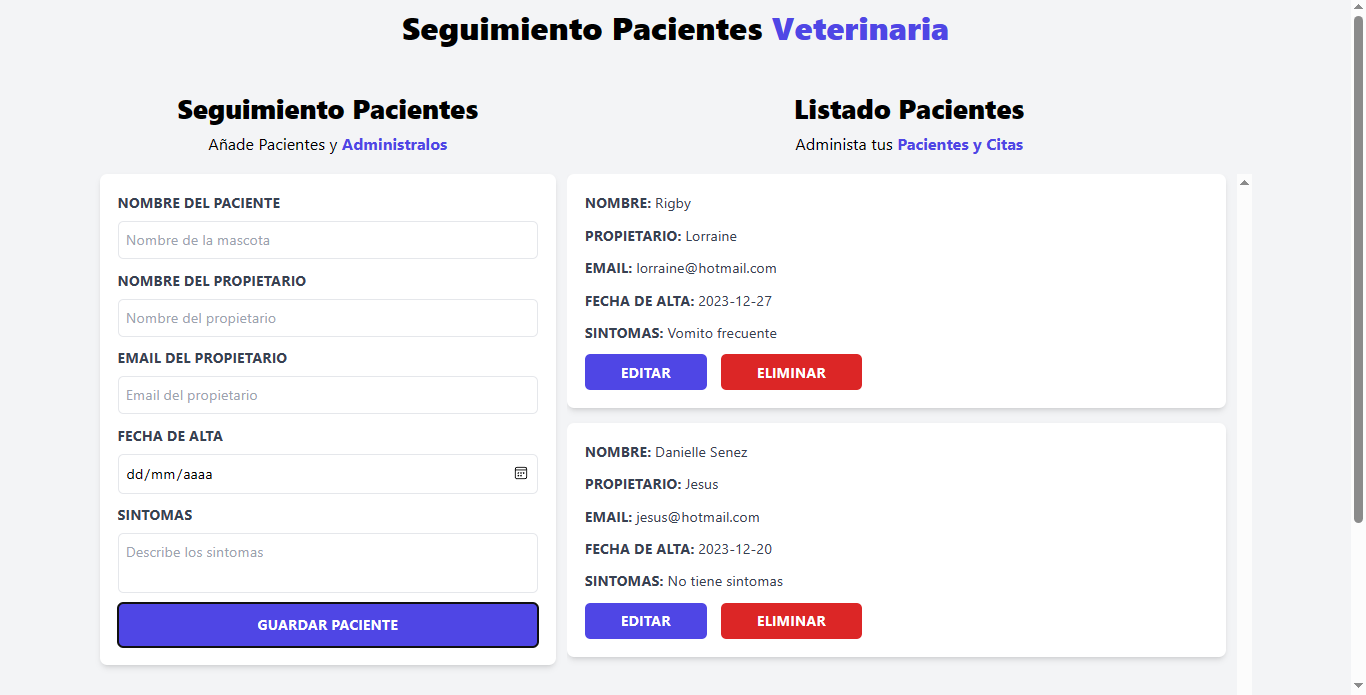 Seguimiento Pacientes Veterinaria
Seguimiento Pacientes
Añade Pacientes y Administralos
NOMBRE DEL PACIENTE
Nombre de la mascota
NOMBRE DEL PROPIETARIO
Nombre del propietario
EMAIL DEL PROPIETARIO
Email del propietario
FECHA DE ALTA
dd/mm/aaaa
SINTOMAS
Describe los sintomas
GUARDAR PACIENTE
Listado Pacientes
Administa tus Pacientes y Citas
NOMBRE: Rigby
PROPIETARIO: Lorraine
EMAIL: lorraine@hotmail.com
FECHA DE ALTA: 2023-12-27
SINTOMAS: Vomito frecuente
EDITAR ELIMINAR
NOMBRE: Danielle Senez
PROPIETARIO: Jesus
EMAIL: jesus@hotmail.com
FECHA DE ALTA: 2023-12-20
SINTOMAS: No tiene sintomas
EDITAR ELIMINAR